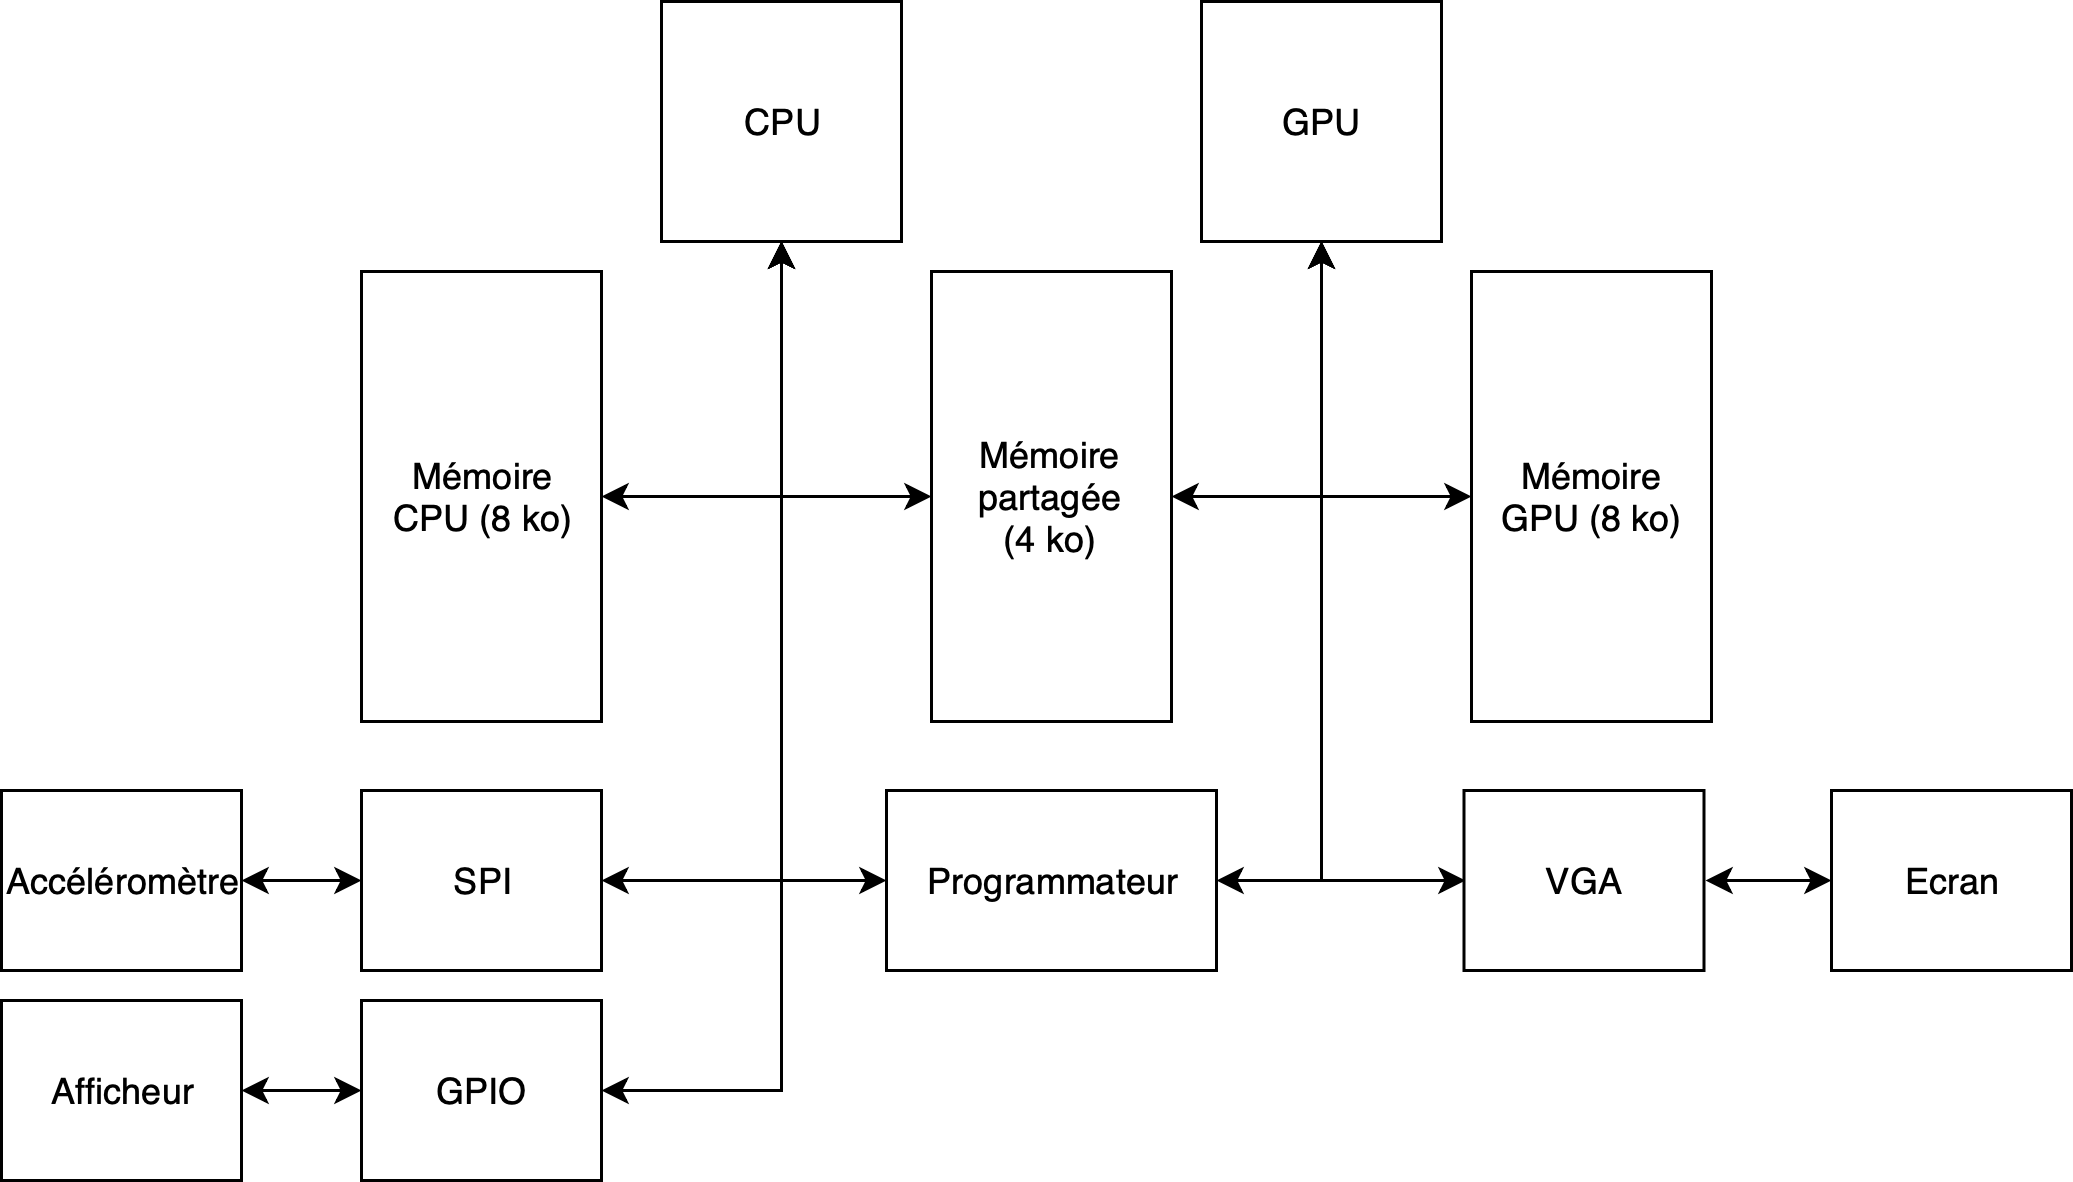 CPU
GPU
Mémoire
CPU (8 ko)
Mémoire
partagée
(4 ko)
Mémoire
GPU (8 ko)
Accéléromètre
SPI
Programmateur
VGA
Ecran
Afficheur
GPIO